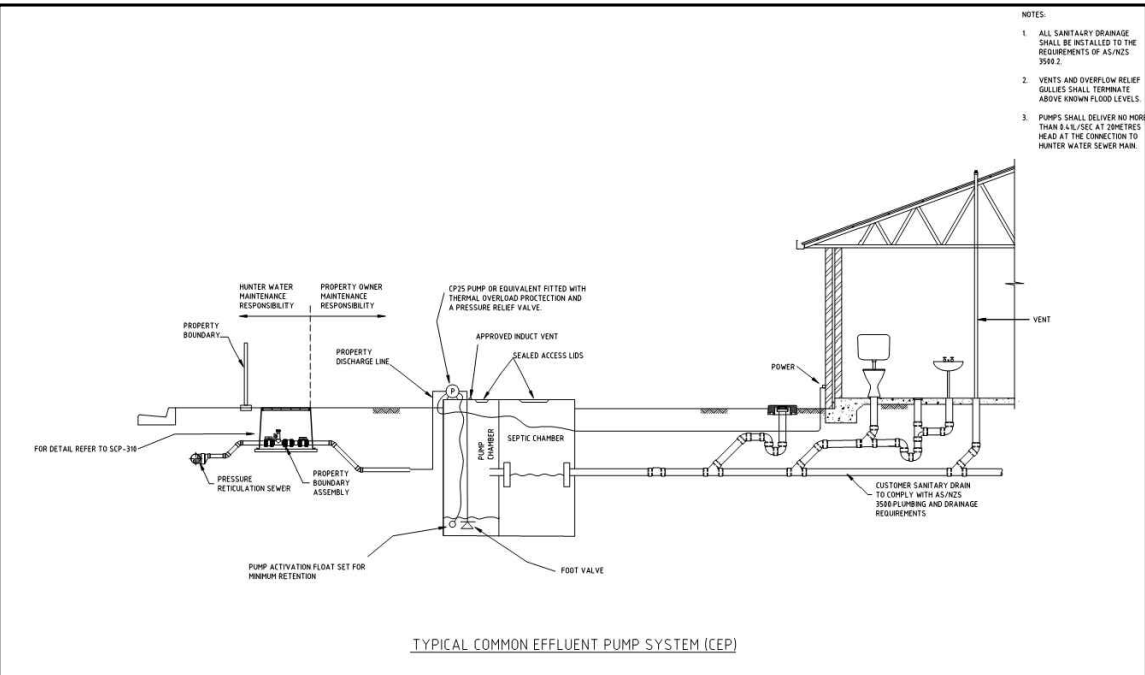 NOTES:
1. ALL SANITA4RY DRAINAGE
SHALL BE INSTALLED TO THE
REQUIREMENTS OF AS/NZS
3500.2.
2. VENTS AND OVERFLOW RELIEF
GULLIES SHALL TERMINATE
ABOVE KNOWN FLOOD LEVELS.
3. PUMPS SHALL DELIVER NO MORE
THAN 0.41L/SEC AT 20METRES
HEAD AT THE CONNECTION TO
HUNTER WATER SEWER MAIN.
HUNTER WATER
MAINTENANCE
RESPONSIBILITY
PROPERTY OWNER
MAINTENANCE
RESPONSIBILITY
CP25 PUMP OR EQUIVALENT FITTED WITH
THERMAL OVERLOAD PROCTECTION AND
A PRESSURE RELIEF VALVE.
PROPERTY
BOUNDARY
PROPERTY
DISCHARGE LINE
APPROVED INDUCT VENT
SEALED ACCESS LIDS
VENT
POWER
P
PUMP
CHAMBER
SEPTIC CHAMBER
FOR DETAIL REFER TO SCP-310
PRESSURE
RETICULATION SEWER
PROPERTY
BOUNDARY
ASSEMBLY
CUSTOMER SANITARY DRAIN
TO COMPLY WITH AS/NZS
3500:PLUMBING AND DRAINAGE
REQUIREMENTS
PUMP ACTIVATION FLOAT SET FOR
MINIMUM RETENTION
FOOT VALVE
TYPICAL COMMON EFFLUENT PUMP SYSTEM (CEP)